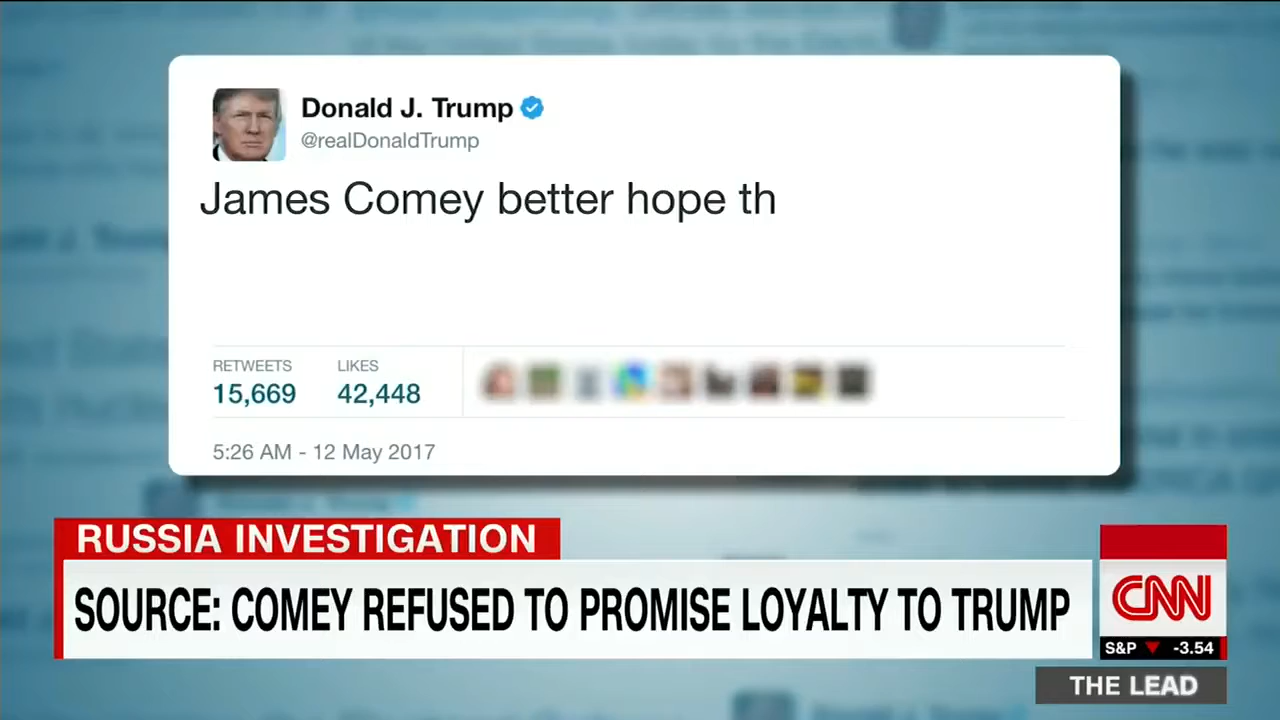 Donald J. Trump
@realDonaldTrump
James Comey better hope th
RETWEETS LIKES
15,669 42,448
5:26 AM - 12 May 2017
RUSSIA INVESTIGATION
SOURCE: COMEY REFUSED TO PROMISE LOYALTY TO TRUMP
CNN
S&P -3.54
THE LEAD